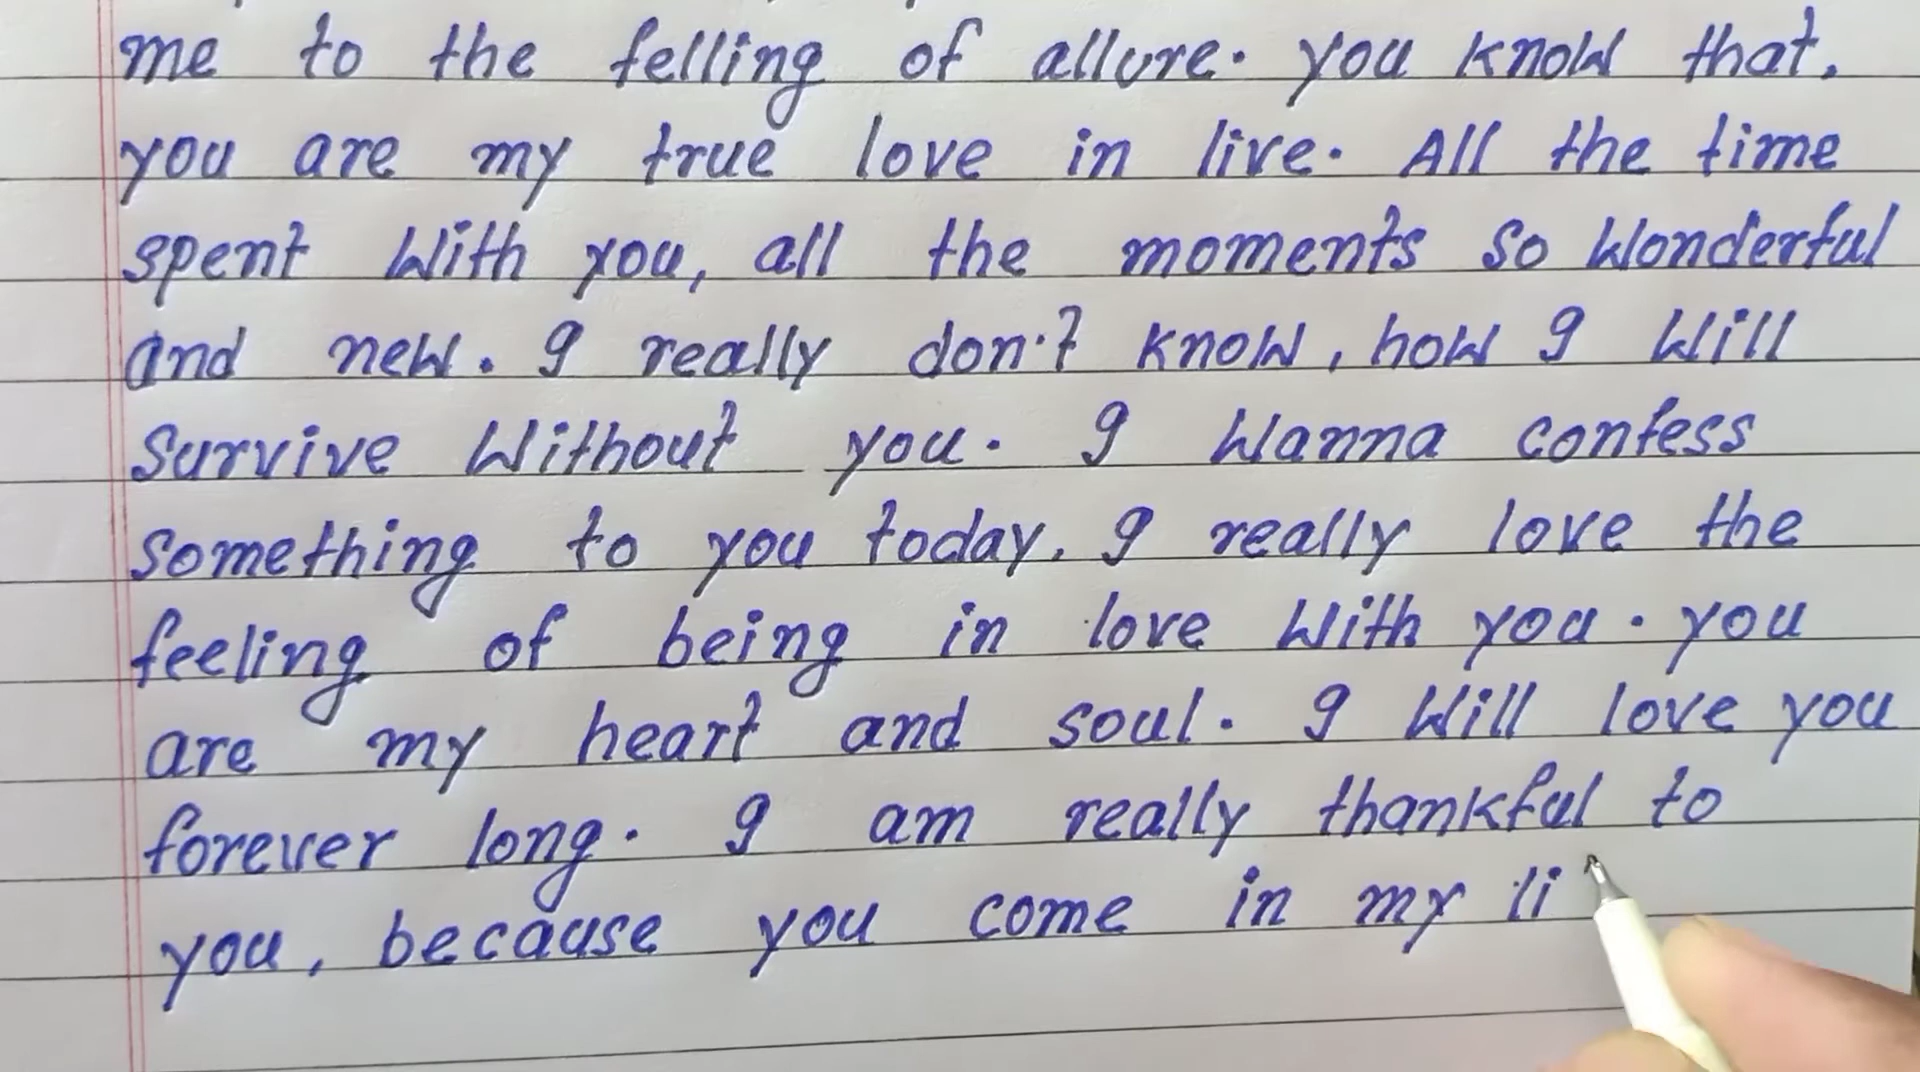 me to the felling of allure. you know that.
you are my true love in live. All the time
spent with you, all the moments so wonderful
and new. I really don't know, how I will
survive without you. I wanna confess
something to you today. I really love the
feeling of being in love with you. you
are my heart and soul. I will love you
forever long. I am really thankful to
you, because you come in my li